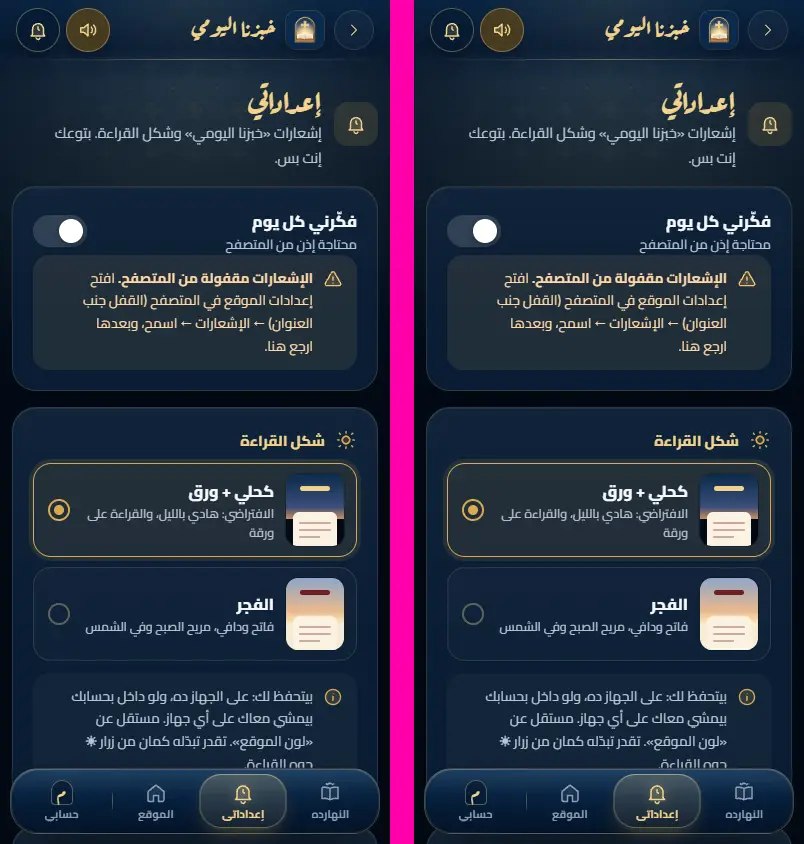 خبزنا اليومي
إعداداتي
إشعارات «خبزنا اليومي» وشكل القراءة. بتوعك
إنت بس.
فكّرني كل يوم
محتاجة إذن من المتصفح
الإشعارات مقفولة من المتصفح. افتح
إعدادات الموقع في المتصفح (القفل جنب
العنوان) ← الإشعارات ← اسمح، وبعدها
ارجع هنا.
شكل القراءة
كحلي + ورق
الافتراضي: هادي بالليل، والقراءة على
ورقة
الفجر
فاتح ودافي، مريح الصبح وفي الشمس
بيتحفظ لك: على الجهاز ده، ولو داخل بحسابك
بيمشي معاك على أي جهاز. مستقل عن
«لون الموقع». تقدر تبدّله كمان من زرار ☀
جوه القراءة.
النهارده
إعداداتي
الموقع
م
حسابي
خبزنا اليومي
إعداداتي
إشعارات «خبزنا اليومي» وشكل القراءة. بتوعك
إنت بس.
فكّرني كل يوم
محتاجة إذن من المتصفح
الإشعارات مقفولة من المتصفح. افتح
إعدادات الموقع في المتصفح (القفل جنب
العنوان) ← الإشعارات ← اسمح، وبعدها
ارجع هنا.
شكل القراءة
كحلي + ورق
الافتراضي: هادي بالليل، والقراءة على
ورقة
الفجر
فاتح ودافي، مريح الصبح وفي الشمس
بيتحفظ لك: على الجهاز ده، ولو داخل بحسابك
بيمشي معاك على أي جهاز. مستقل عن
«لون الموقع». تقدر تبدّله كمان من زرار ☀
جوه القراءة.
النهارده
إعداداتي
الموقع
م
حسابي